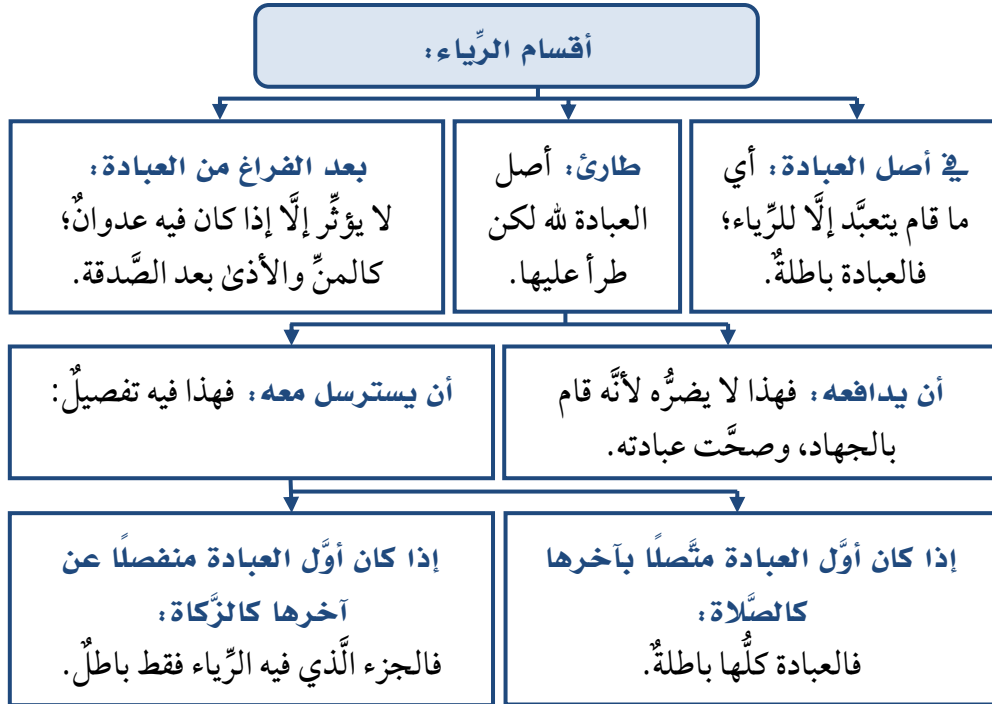 أقسام الرِّياء:
في أصل العبادة: أي
ما قام يتعبَّد إلَّا للرِّياء؛
فالعبادة باطلةٌ.
طارئ: أصل
العبادة لله لكن
طرأ عليها.
بعد الفراغ من العبادة:
لا يؤثِّر إلَّا إذا كان فيه عدوانٌ؛
كالمنِّ والأذىٰ بعد الصَّدقة.
أن يدافعه: فهذا لا يضرُّه لأنَّه قام
بالجهاد، وصحَّت عبادته.
أن يسترسل معه: فهذا فيه تفصيلٌ:
إذا كان أوَّل العبادة متَّصلًا بآخرها
كالصَّلاة:
فالعبادة كلُّها باطلةٌ.
إذا كان أوَّل العبادة منفصلًا عن
آخرها كالزَّكاة:
فالجزء الَّذي فيه الرِّياء فقط باطلٌ.